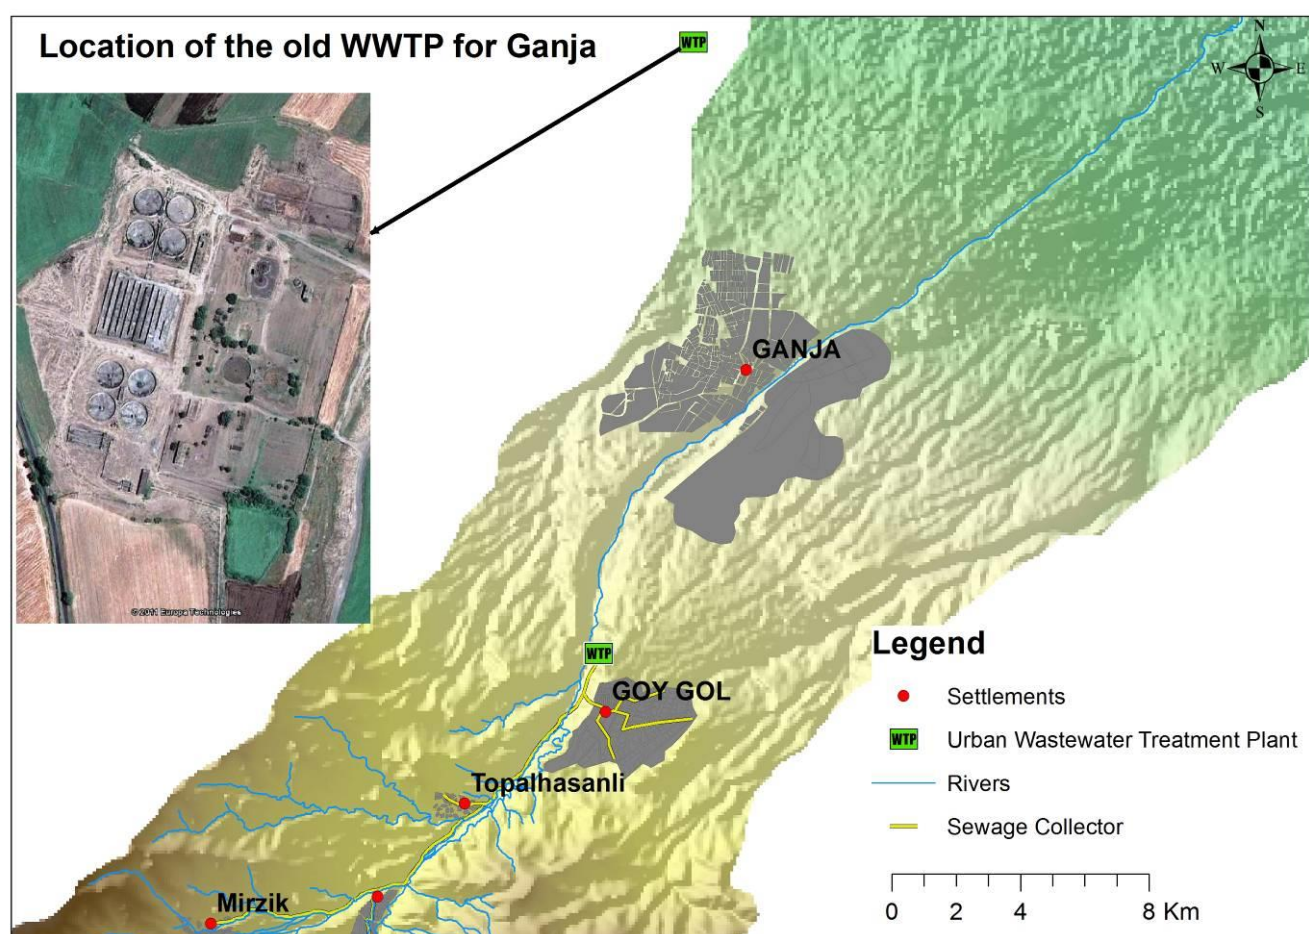 Location of the old WWTP for Ganja
WTP
N
W E
S
GANJA
© 2011 Europa Technologies
WTP
GOY GOL
Topalhasanli
Mirzik
Legend
Settlements
WTP Urban Wastewater Treatment Plant
Rivers
Sewage Collector
0 2 4 8 Km